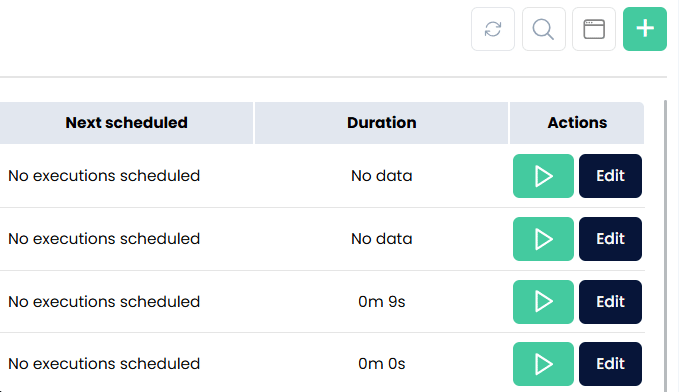 Next scheduled Duration Actions
No executions scheduled No data Edit
No executions scheduled No data Edit
No executions scheduled 0m 9s Edit
No executions scheduled 0m 0s Edit